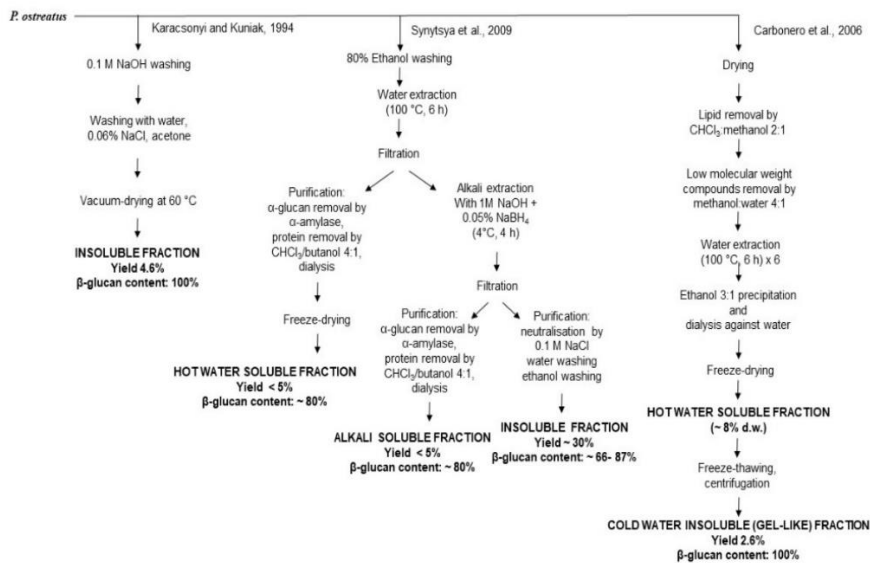 P. ostreatus
Karacsonyi and Kuniak, 1994
0.1 M NaOH washing
Washing with water,
0.06% NaCl, acetone
Vacuum-drying at 60 °C
INSOLUBLE FRACTION
Yield 4.6%
β-glucan content: 100%
Synytsya et al., 2009
80% Ethanol washing
Water extraction
(100 °C, 6 h)
Filtration
Purification:
α-glucan removal by
α-amylase,
protein removal by
CHCl₃/butanol 4:1,
dialysis
Freeze-drying
HOT WATER SOLUBLE FRACTION
Yield < 5%
β-glucan content: ~ 80%
Alkali extraction
With 1M NaOH +
0.05% NaBH₄
(4°C, 4 h)
Filtration
Purification:
α-glucan removal by
α-amylase,
protein removal by
CHCl₃/butanol 4:1,
dialysis
ALKALI SOLUBLE FRACTION
Yield < 5%
β-glucan content: ~ 80%
Purification:
neutralisation by
0.1 M NaCl
water washing
ethanol washing
INSOLUBLE FRACTION
Yield ~ 30%
β-glucan content: ~ 66- 87%
Carbonero et al., 2006
Drying
Lipid removal by
CHCl₃:methanol 2:1
Low molecular weight
compounds removal by
methanol:water 4:1
Water extraction
(100 °C, 6 h) x 6
Ethanol 3:1 precipitation
and
dialysis against water
Freeze-drying
HOT WATER SOLUBLE FRACTION
(~ 8% d.w.)
Freeze-thawing,
centrifugation
COLD WATER INSOLUBLE (GEL-LIKE) FRACTION
Yield 2.6%
β-glucan content: 100%